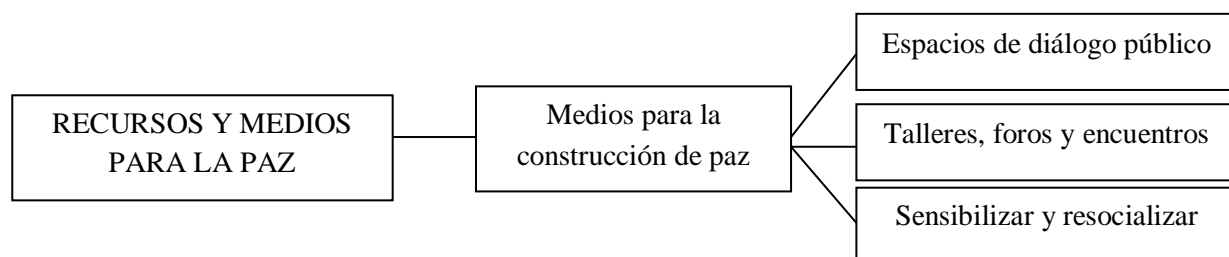 RECURSOS Y MEDIOS
PARA LA PAZ
Medios para la
construcción de paz
Espacios de diálogo público
Talleres, foros y encuentros
Sensibilizar y resocializar